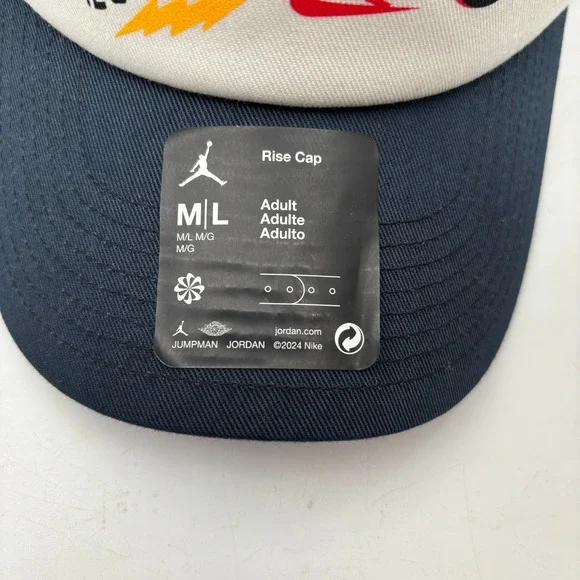 Rise Cap
M|L
M/L M/G
M/G
Adult
Adulte
Adulto
jordan.com
JUMPMAN JORDAN ©2024 Nike